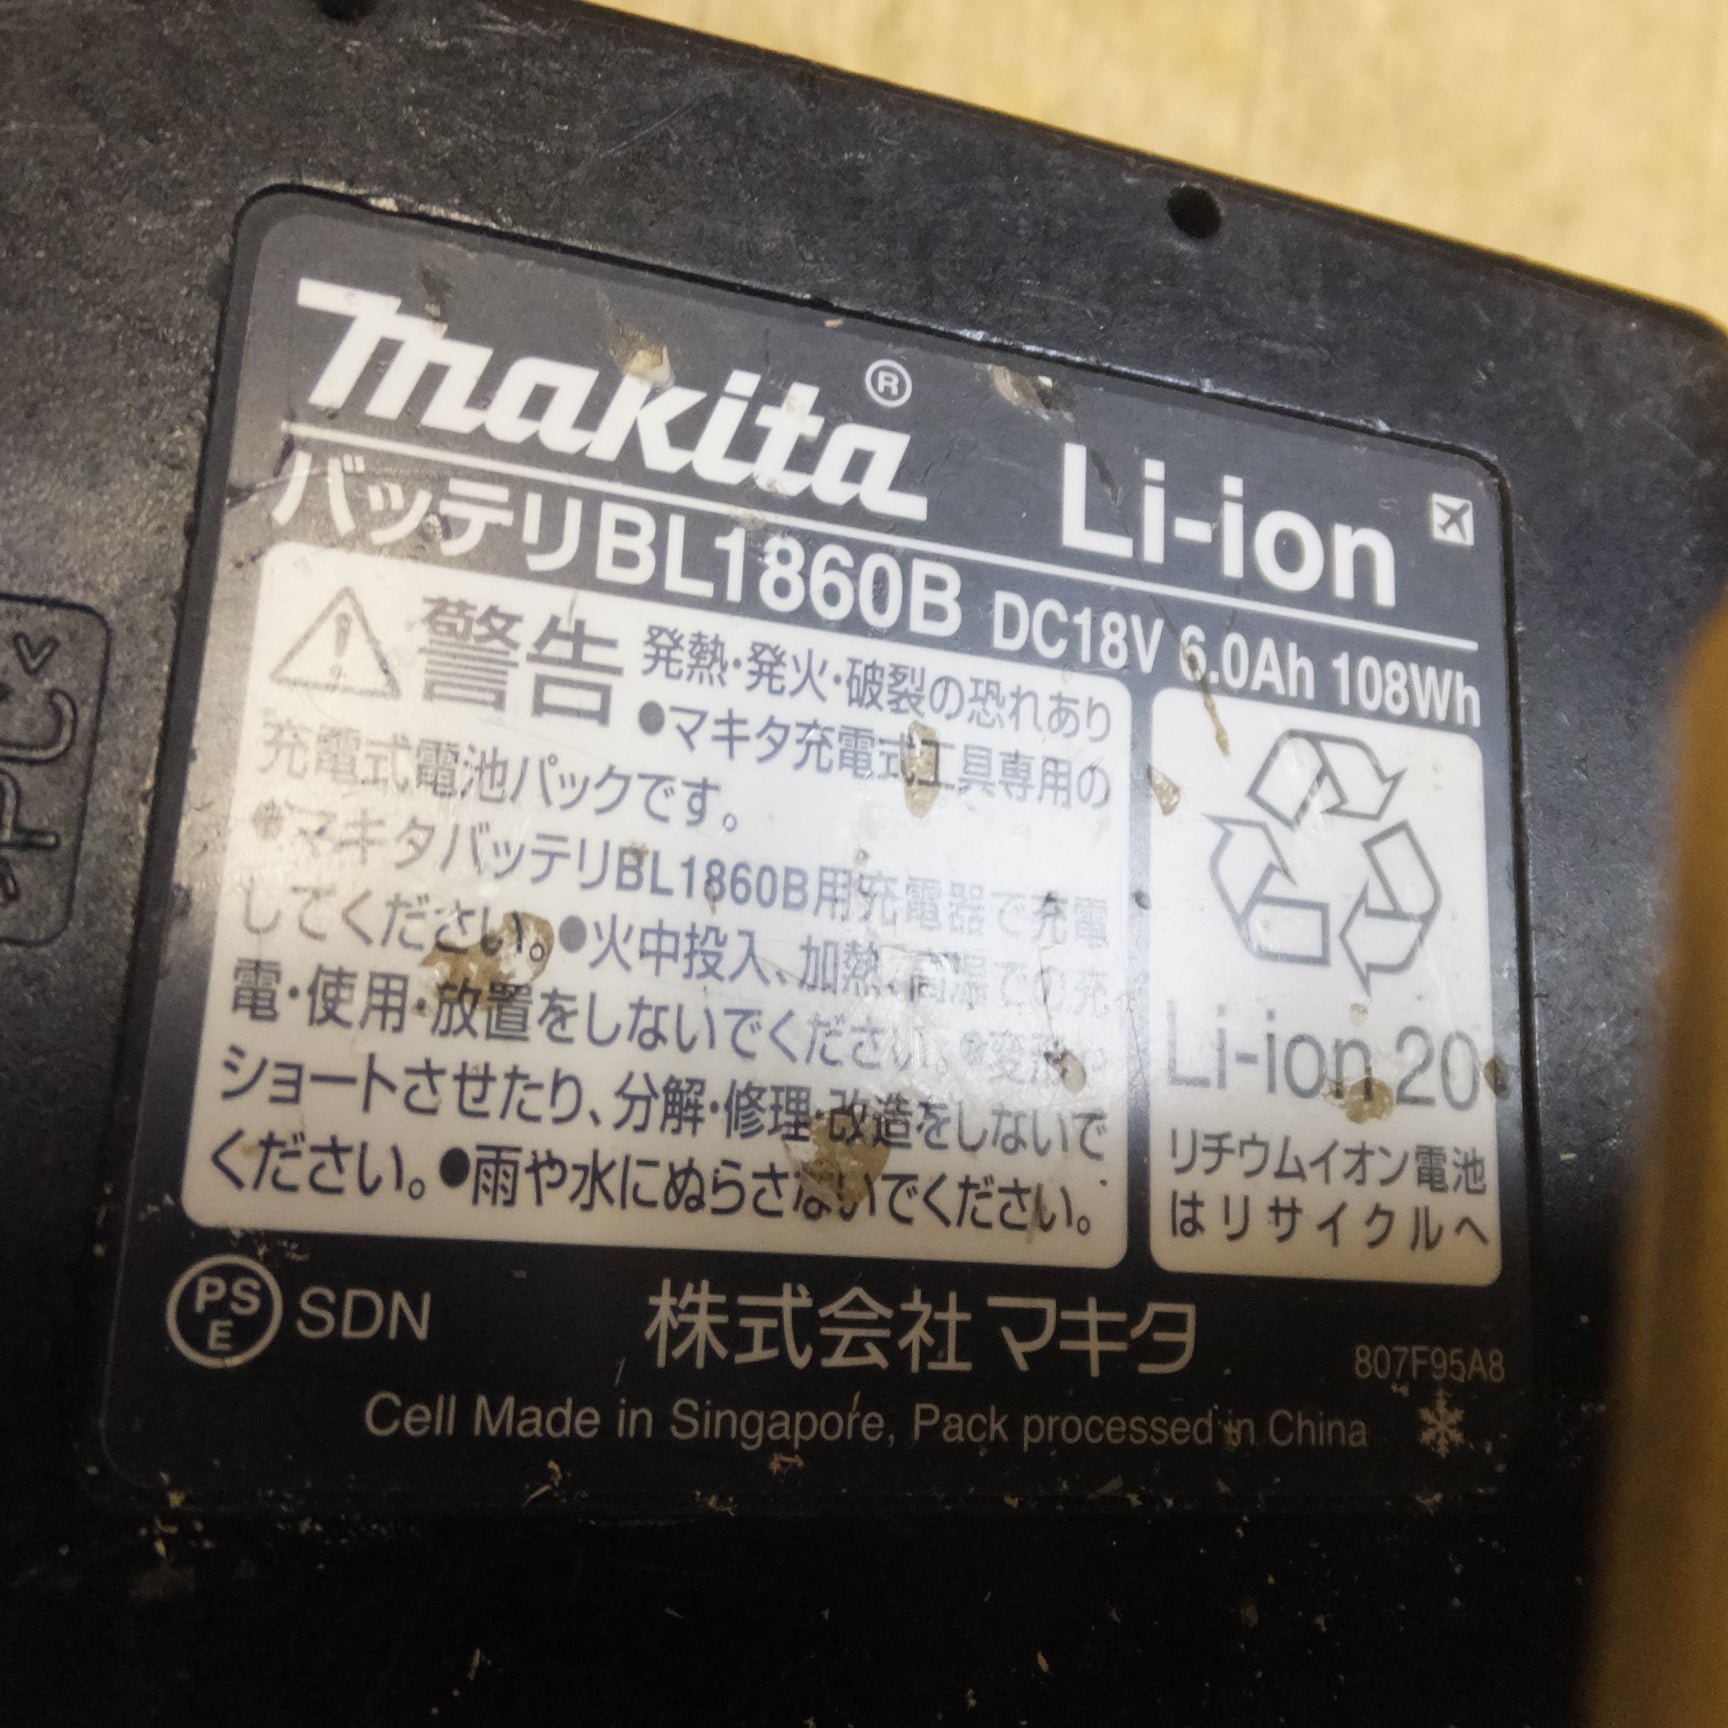 makita®
Li-ion
バッテリBL1860B DC18V 6.0Ah 108Wh
警告 発熱・発火・破裂の恐れあり
●マキタ充電式工具専用の
充電式電池パックです。
●マキタバッテリBL1860B用充電器で充電
してください。●火中投入、加熱、高温での充
電・使用・放置をしないでください。●変形や
ショートさせたり、分解・修理・改造をしないで
ください。●雨や水にぬらさないでください。
Li-ion 20
リチウムイオン電池
はリサイクルへ
PSE SDN
株式会社マキタ
807F95A8
Cell Made in Singapore, Pack processed in China